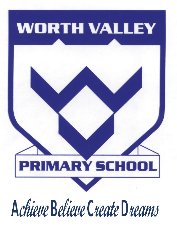 WORTH VALLEY
PRIMARY SCHOOL
Achieve Believe Create Dreams